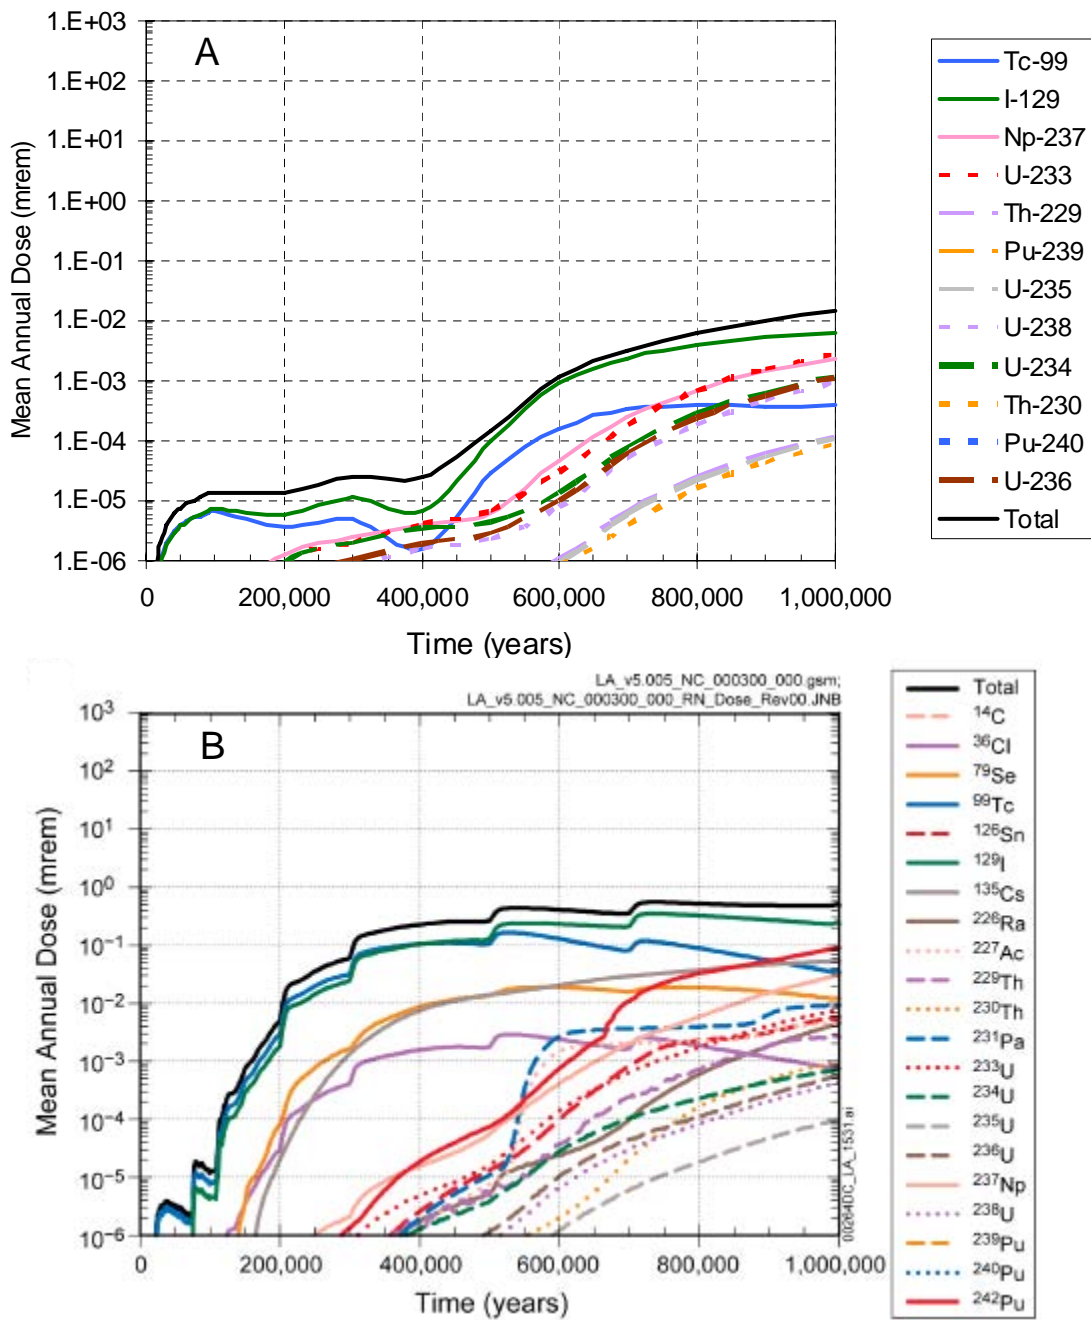 A
1.E+03
1.E+02
1.E+01
1.E+00
1.E-01
1.E-02
1.E-03
1.E-04
1.E-05
1.E-06
Mean Annual Dose (mrem)
0 200,000 400,000 600,000 800,000 1,000,000
Time (years)
Tc-99
I-129
Np-237
U-233
Th-229
Pu-239
U-235
U-238
U-234
Th-230
Pu-240
U-236
Total
LA_v5.005_NC_000300_000.gsm;
LA_v5.005_NC_000300_000_RN_Dose_Rev00.JNB
B
10³
10²
10¹
10⁰
10⁻¹
10⁻²
10⁻³
10⁻⁴
10⁻⁵
10⁻⁶
Mean Annual Dose (mrem)
0 200,000 400,000 600,000 800,000 1,000,000
Time (years)
00264DC_LA_1531.ai
Total
¹⁴C
³⁶Cl
⁷⁹Se
⁹⁹Tc
¹²⁶Sn
¹²⁹I
¹³⁵Cs
²²⁶Ra
²²⁷Ac
²²⁹Th
²³⁰Th
²³¹Pa
²³³U
²³⁴U
²³⁵U
²³⁶U
²³⁷Np
²³⁸U
²³⁹Pu
²⁴⁰Pu
²⁴²Pu